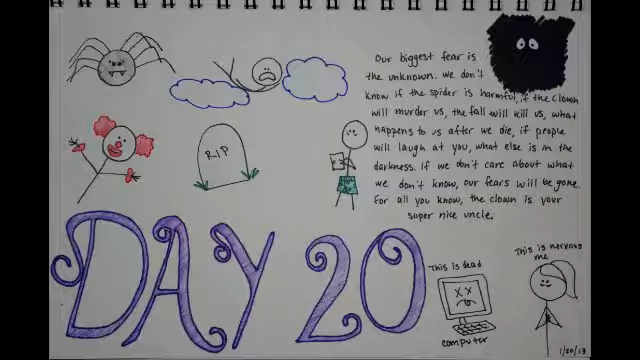 Our biggest fear is
the unknown. We don't
know if the spider is harmful, if the clown
will murder us, the fall will kill us, what
happens to us after we die, if people
will laugh at you, what else is in the
darkness. If we don't care about what
we don't know, our fears will be gone.
For all you know, the clown is your
super nice uncle.
RIP
DAY 20
This is dead
computer
This is nervous
me
1/20/13